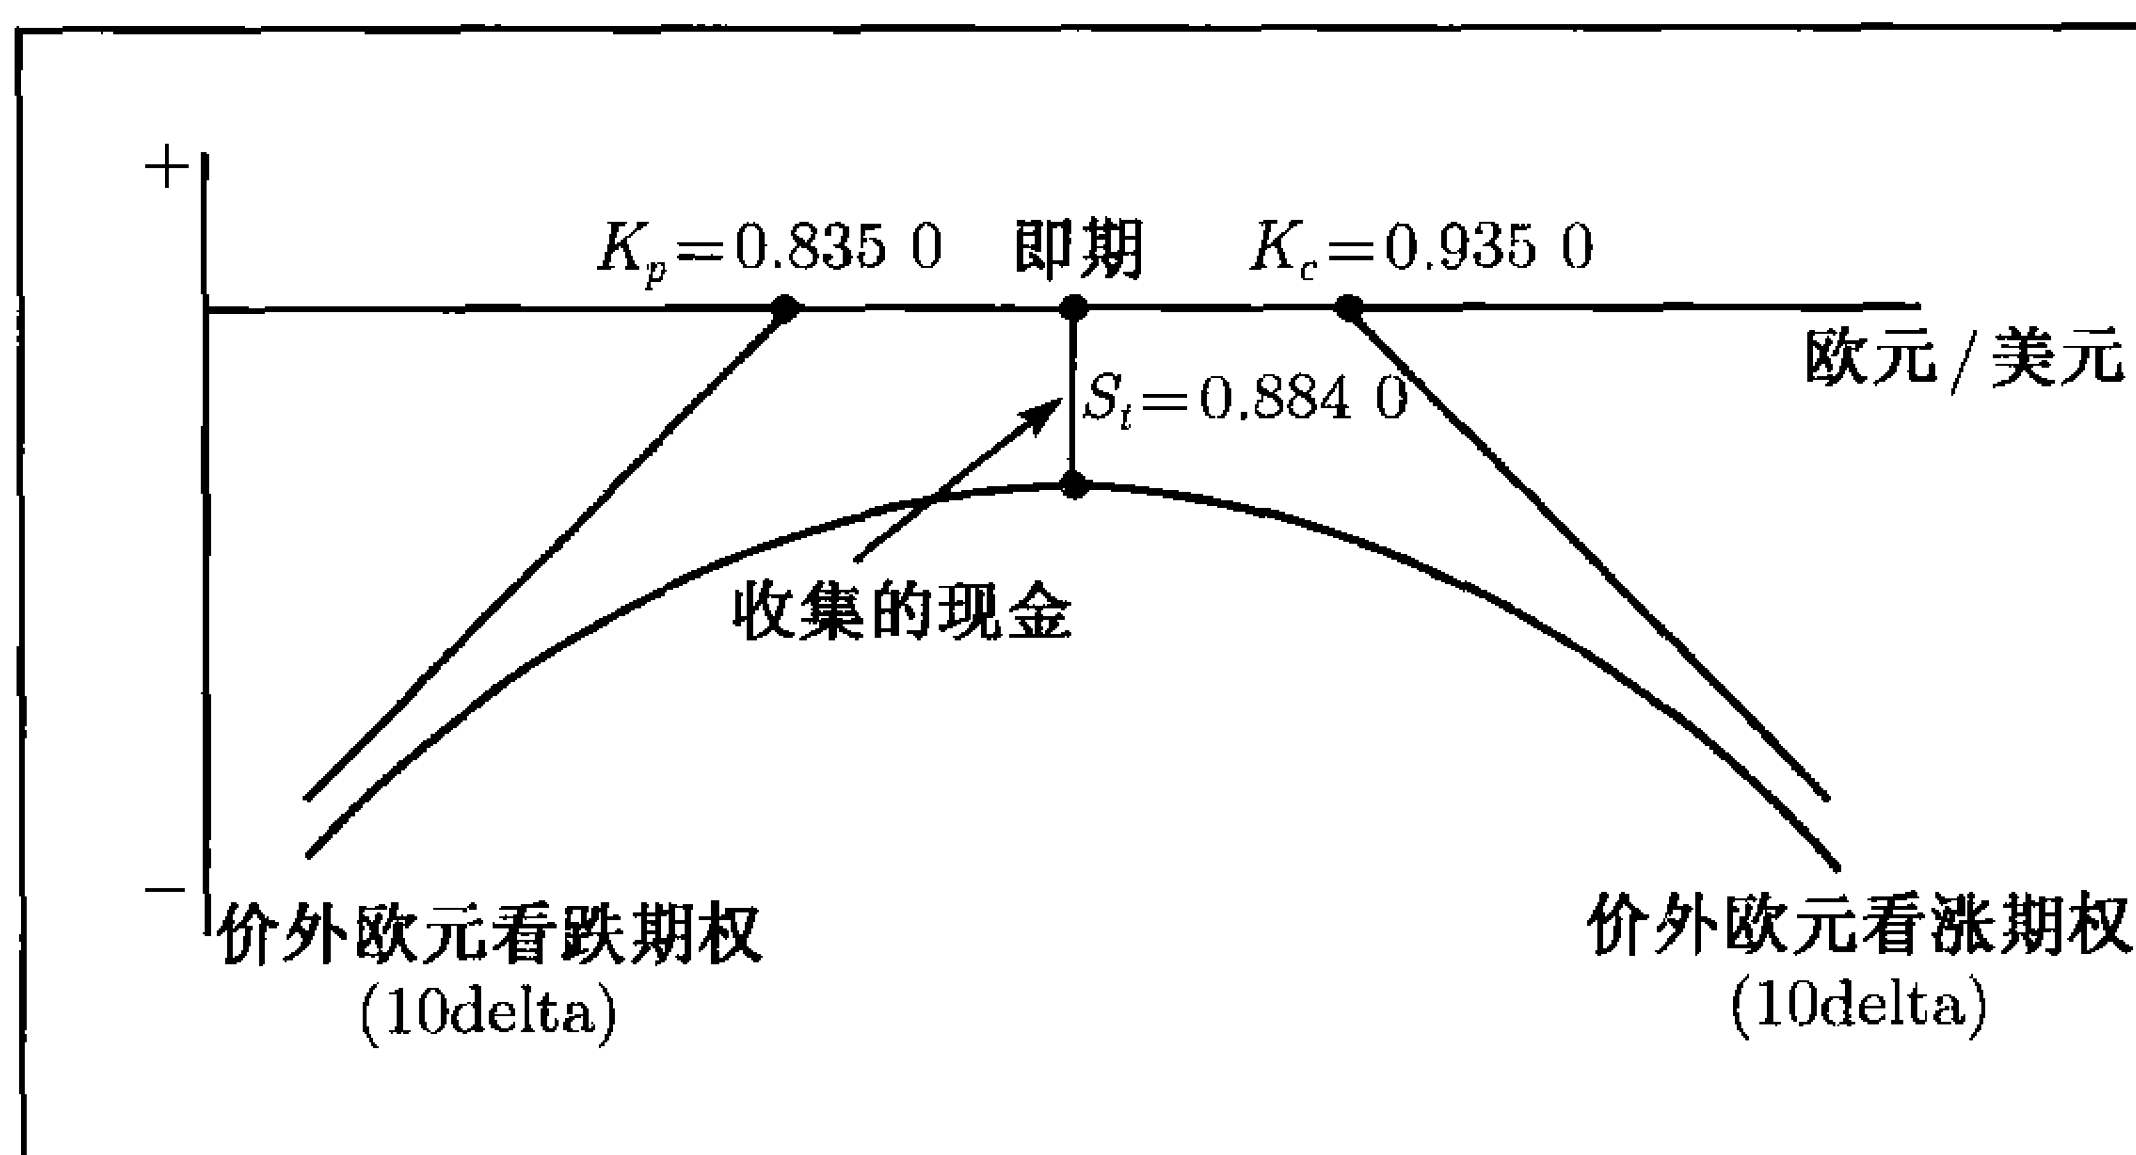 +
K_p=0.835 0 即期 K_c=0.935 0
欧元/美元
S_t=0.884 0
收集的现金
−
价外欧元看跌期权
(10delta)
价外欧元看涨期权
(10delta)